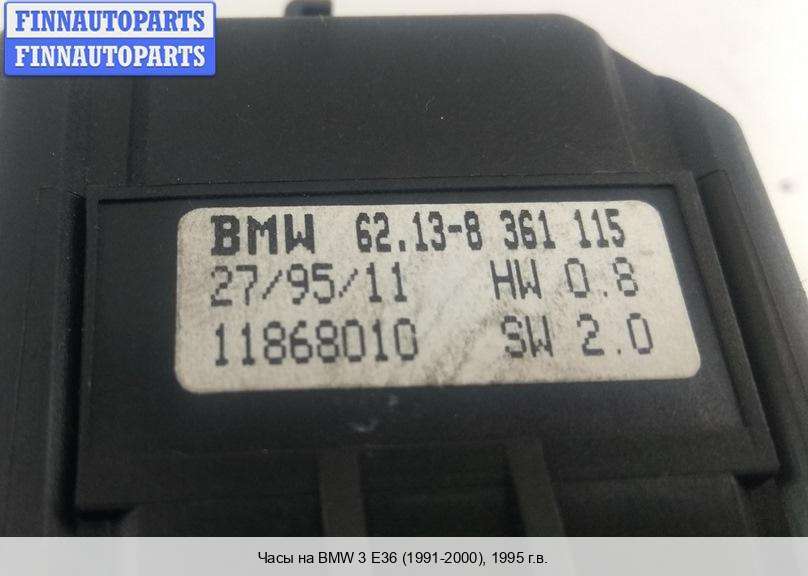 FINNAUTOPARTS
FINNAUTOPARTS
BMW 62.13-8 361 115
27/95/11 HW 0.8
11868010 SW 2.0
Часы на BMW 3 E36 (1991-2000), 1995 г.в.